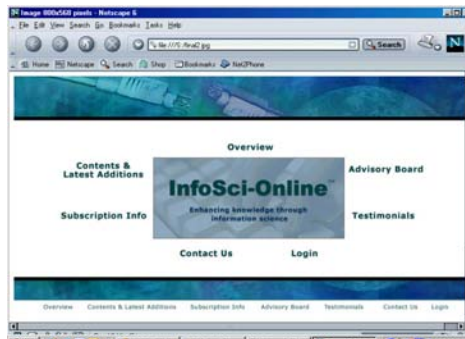 Image 800x560 pixels - Netscape 6
File Edit View Search Go Bookmarks Tasks Help
Search
Home Netscape Search Shop Bookmarks Net2Phone
Overview
Contents &
Latest Additions
Advisory Board
InfoSci-Online
Enhancing knowledge through
information science
Subscription Info
Testimonials
Contact Us Login
Overview Contents & Latest Additions Subscription Info Advisory Board Testimonials Contact Us Login